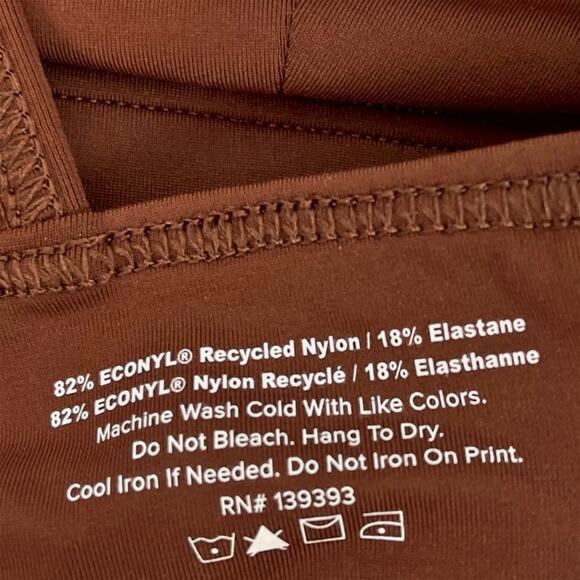 82% ECONYL® Recycled Nylon / 18% Elastane
82% ECONYL® Nylon Recyclé / 18% Elasthanne
Machine Wash Cold With Like Colors.
Do Not Bleach. Hang To Dry.
Cool Iron If Needed. Do Not Iron On Print.
RN# 139393